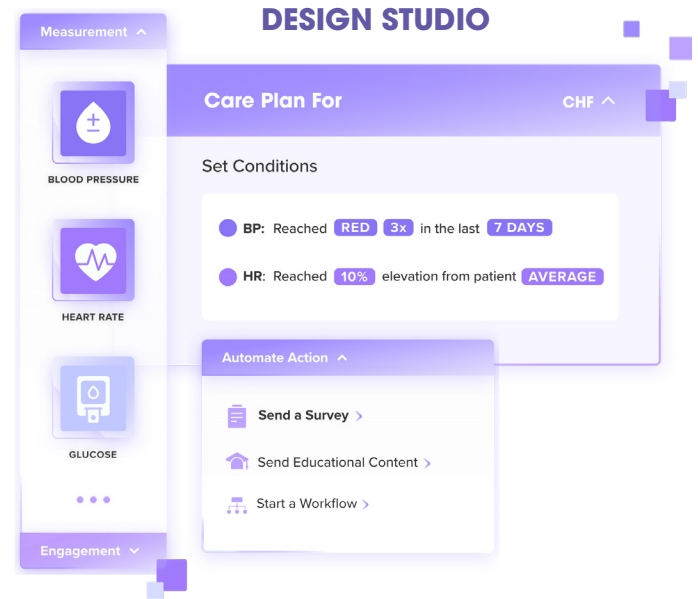 DESIGN STUDIO
Measurement
BLOOD PRESSURE
HEART RATE
GLUCOSE
Engagement
Care Plan For
CHF
Set Conditions
BP: Reached RED 3x in the last 7 DAYS
HR: Reached 10% elevation from patient AVERAGE
Automate Action
Send a Survey
Send Educational Content
Start a Workflow